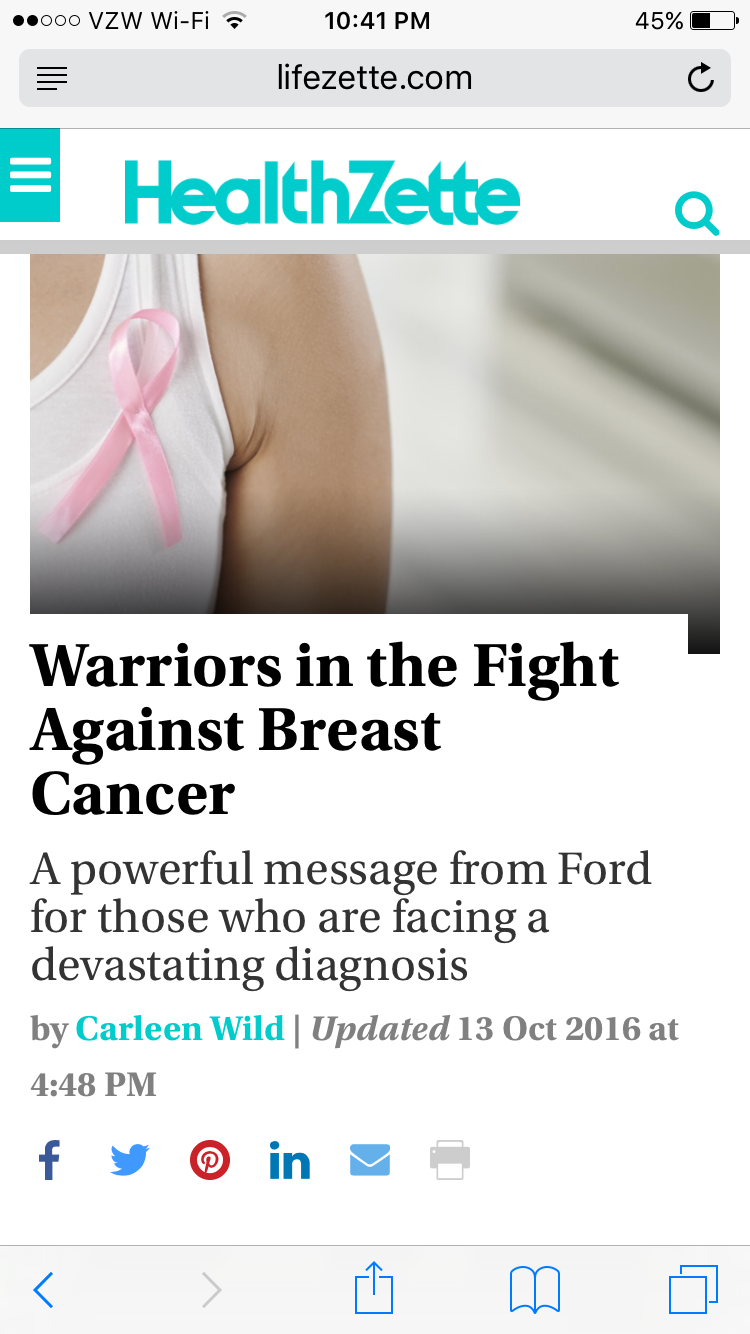 VZW Wi-Fi 10:41 PM 45%
lifezette.com
HealthZette
Warriors in the Fight
Against Breast
Cancer
A powerful message from Ford
for those who are facing a
devastating diagnosis
by Carleen Wild | Updated 13 Oct 2016 at
4:48 PM